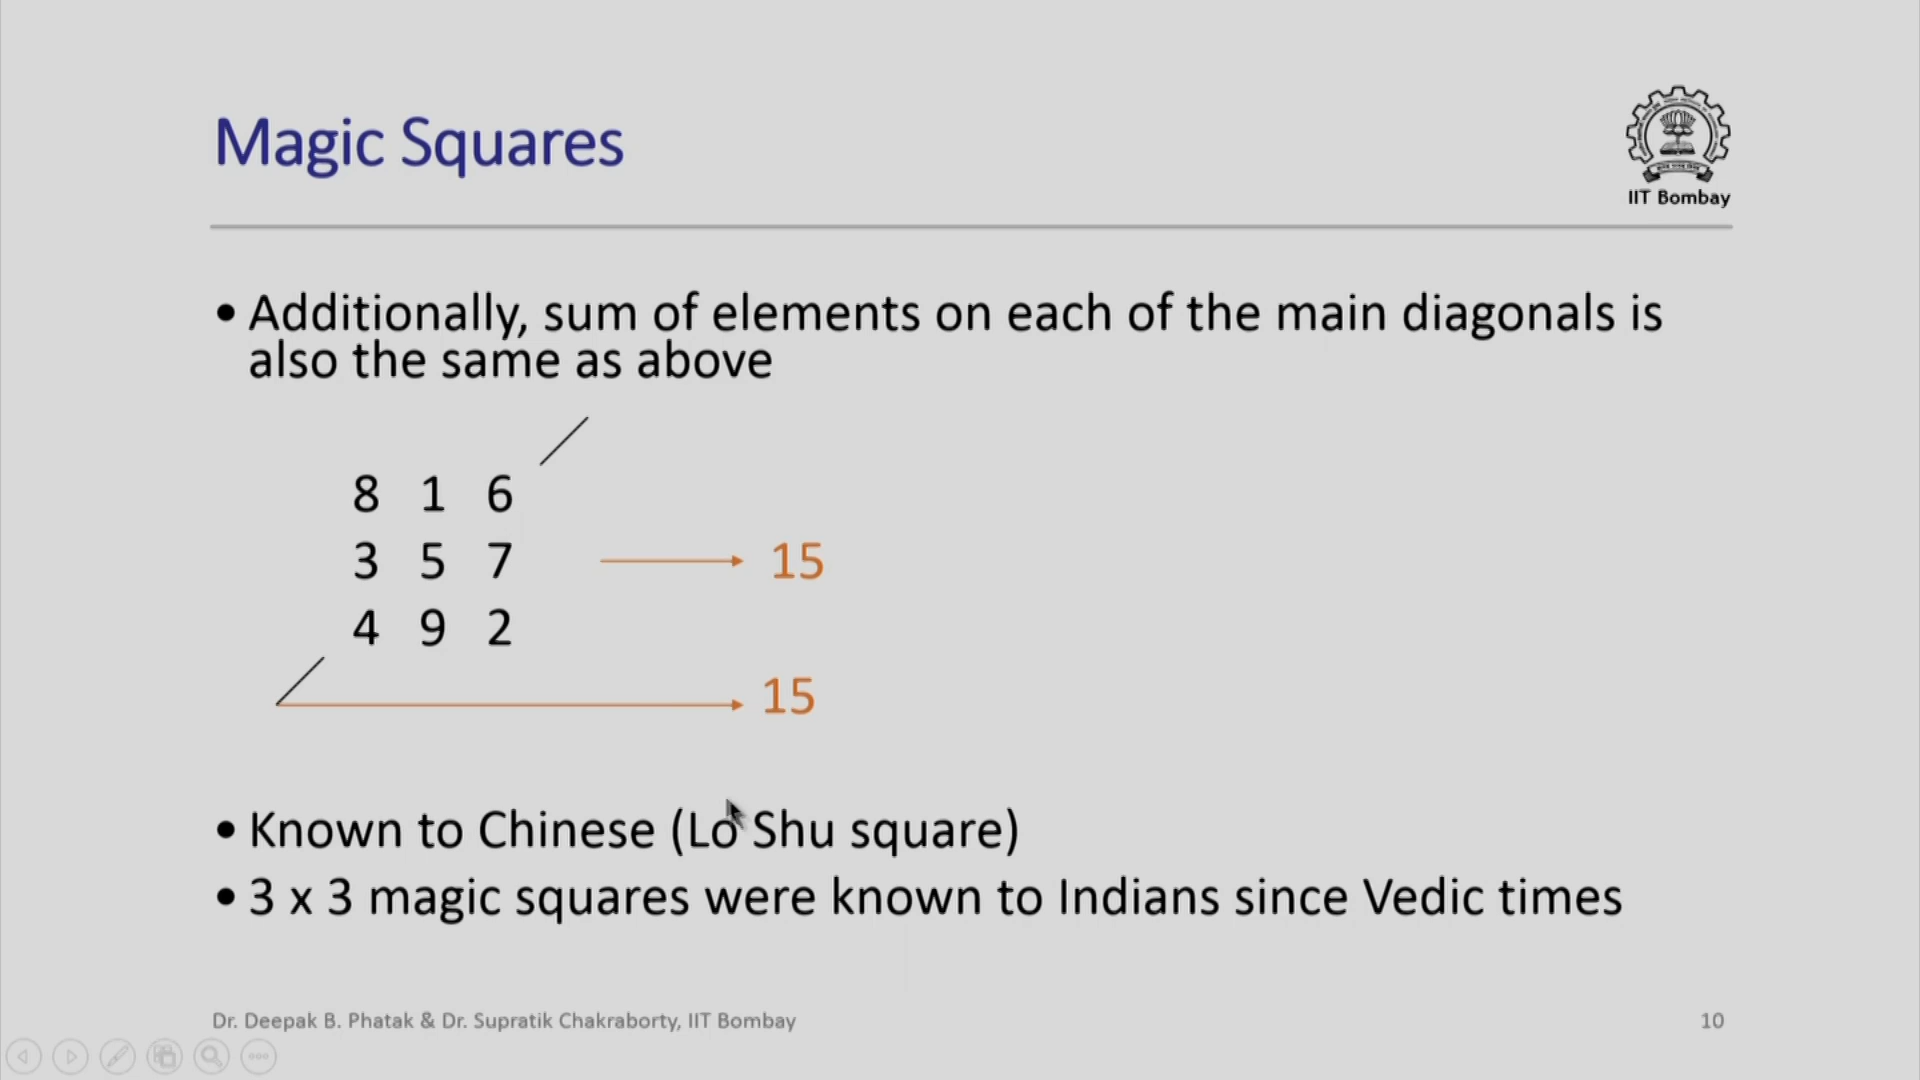 Magic Squares
IIT Bombay
• Additionally, sum of elements on each of the main diagonals is
also the same as above
8 1 6
3 5 7 15
4 9 2
15
• Known to Chinese (Lo Shu square)
• 3 x 3 magic squares were known to Indians since Vedic times
Dr. Deepak B. Phatak & Dr. Supratik Chakraborty, IIT Bombay 10